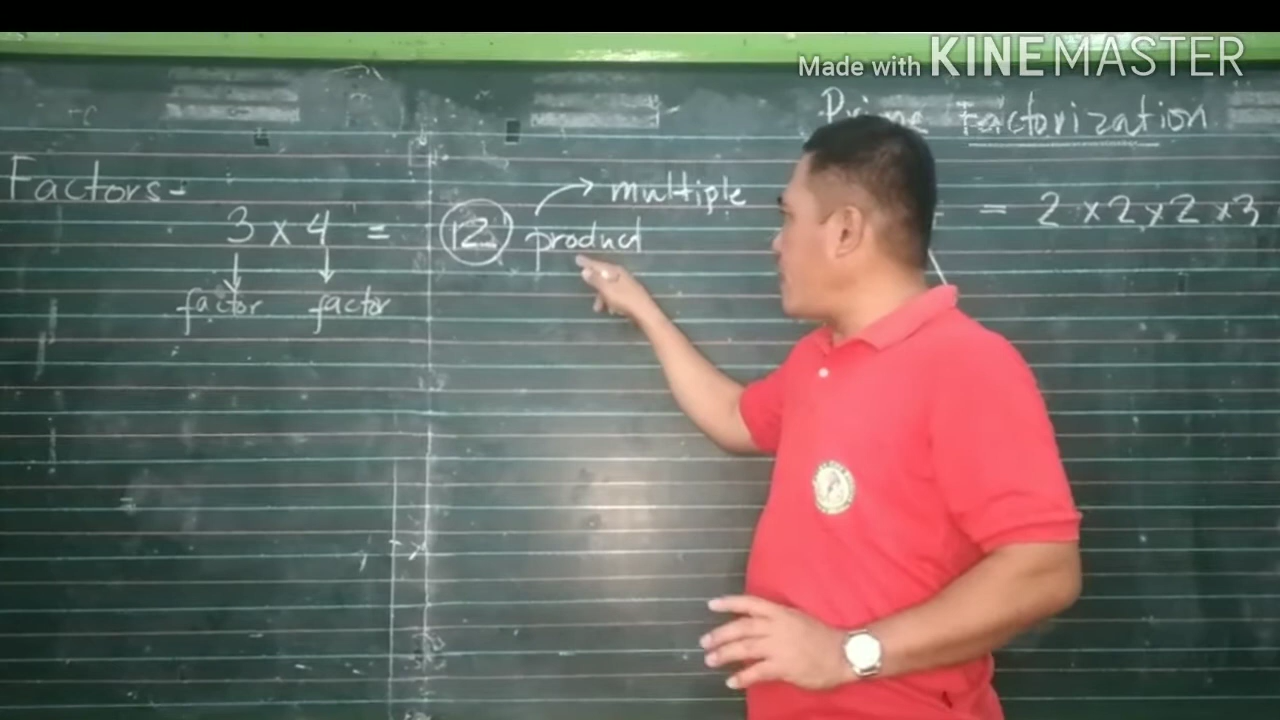 Made with KINEMASTER
Prime Factorization
Factors-
multiple
3 x 4 = 12 product
= 2 x 2 x 2 x 3
factor factor